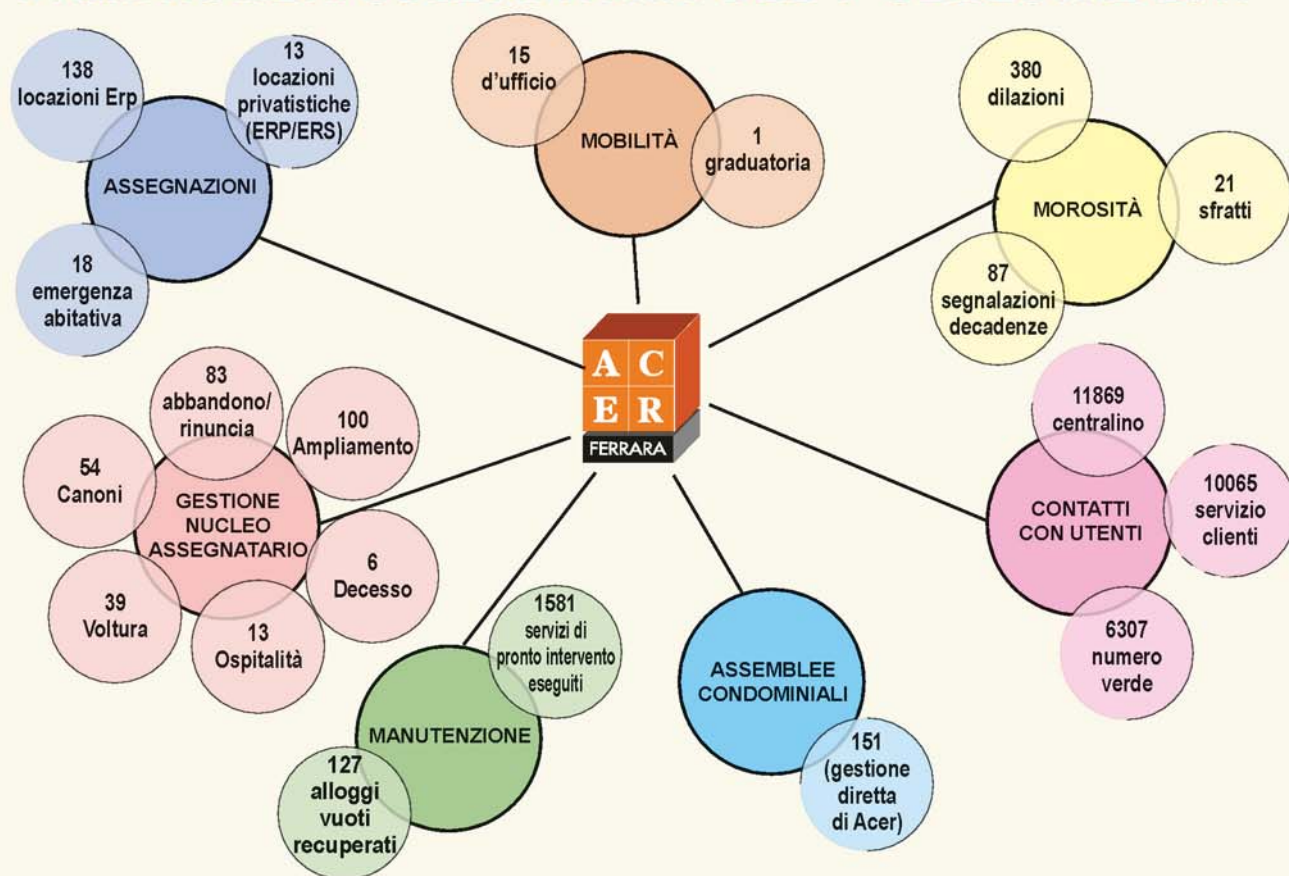 138
locazioni Erp
13
locazioni
privatistiche
(ERP/ERS)
ASSEGNAZIONI
18
emergenza
abitativa
15
d'ufficio
MOBILITÀ
1
graduatoria
380
dilazioni
MOROSITÀ
21
sfratti
87
segnalazioni
decadenze
A C
E R
FERRARA
83
abbandono/
rinuncia
100
Ampliamento
54
Canoni
GESTIONE
NUCLEO
ASSEGNATARIO
6
Decesso
39
Voltura
13
Ospitalità
11869
centralino
10065
servizio
clienti
CONTATTI
CON UTENTI
6307
numero
verde
1581
servizi di
pronto intervento
eseguiti
MANUTENZIONE
127
alloggi
vuoti
recuperati
ASSEMBLEE
CONDOMINIALI
151
(gestione
diretta
di Acer)